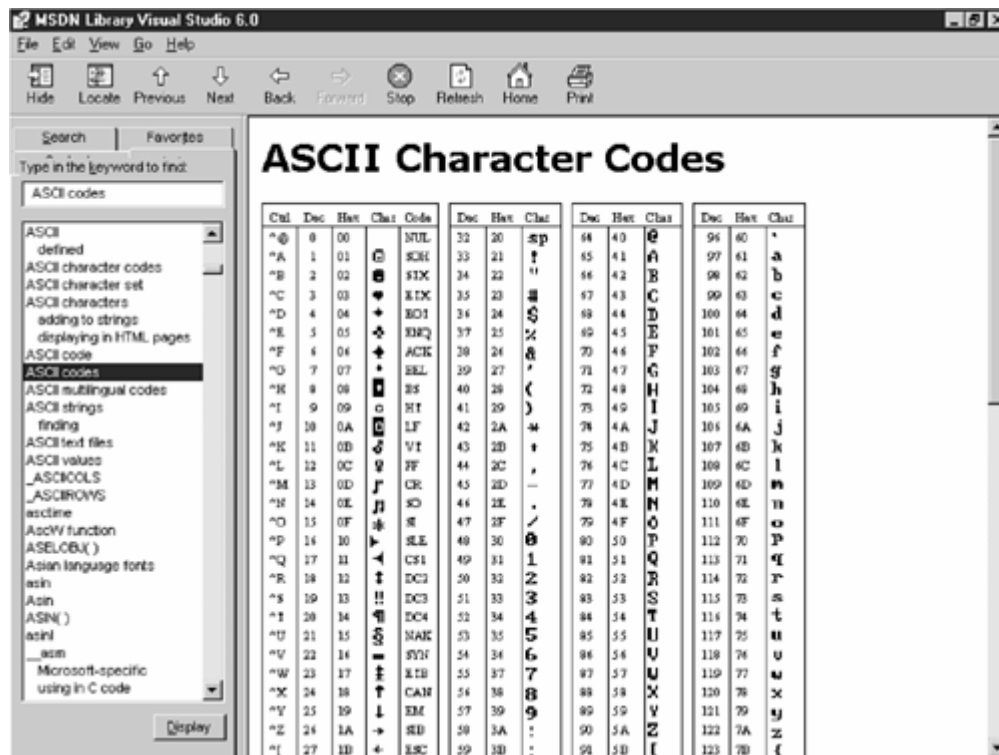 MSDN Library Visual Studio 6.0
File Edit View Go Help
Hide Locate Previous Next Back Forward Stop Refresh Home Print
Search Favorites
Type in the keyword to find:
ASCII codes
ASCII
defined
ASCII character codes
ASCII character set
ASCII characters
adding to strings
displaying in HTML pages
ASCII code
ASCII codes
ASCII multilingual codes
ASCII strings
finding
ASCII text files
ASCII values
_ASCIICOLS
_ASCIIROWS
asctime
AscW function
ASELOBJ( )
Asian language fonts
asin
Asin
ASIN( )
asinl
__asm
Microsoft-specific
using in C code
Display
ASCII Character Codes
Ctrl Dec Hex Char Code Dec Hex Char Dec Hex Char Dec Hex Char
^@ 0 00 NUL 32 20 sp 64 40 @ 96 60 `
^A 1 01 ☺ SOH 33 21 ! 65 41 A 97 61 a
^B 2 02 ☻ STX 34 22 " 66 42 B 98 62 b
^C 3 03 ♥ ETX 35 23 # 67 43 C 99 63 c
^D 4 04 ♦ EOT 36 24 $ 68 44 D 100 64 d
^E 5 05 ♣ ENQ 37 25 % 69 45 E 101 65 e
^F 6 06 ♠ ACK 38 26 & 70 46 F 102 66 f
^G 7 07 • BEL 39 27 ' 71 47 G 103 67 g
^H 8 08 ◘ BS 40 28 ( 72 48 H 104 68 h
^I 9 09 ○ HT 41 29 ) 73 49 I 105 69 i
^J 10 0A ◙ LF 42 2A * 74 4A J 106 6A j
^K 11 0B ♂ VT 43 2B + 75 4B K 107 6B k
^L 12 0C ♀ FF 44 2C , 76 4C L 108 6C l
^M 13 0D ♪ CR 45 2D - 77 4D M 109 6D m
^N 14 0E ♫ SO 46 2E . 78 4E N 110 6E n
^O 15 0F ☼ SI 47 2F / 79 4F O 111 6F o
^P 16 10 ► SLE 48 30 0 80 50 P 112 70 p
^Q 17 11 ◄ CS1 49 31 1 81 51 Q 113 71 q
^R 18 12 ↕ DC2 50 32 2 82 52 R 114 72 r
^S 19 13 ‼ DC3 51 33 3 83 53 S 115 73 s
^T 20 14 ¶ DC4 52 34 4 84 54 T 116 74 t
^U 21 15 § NAK 53 35 5 85 55 U 117 75 u
^V 22 16 ▬ SYN 54 36 6 86 56 V 118 76 v
^W 23 17 ↨ ETB 55 37 7 87 57 W 119 77 w
^X 24 18 ↑ CAN 56 38 8 88 58 X 120 78 x
^Y 25 19 ↓ EM 57 39 9 89 59 Y 121 79 y
^Z 26 1A → SIB 58 3A : 90 5A Z 122 7A z
^[ 27 1B ← ESC 59 3B ; 91 5B [ 123 7B {